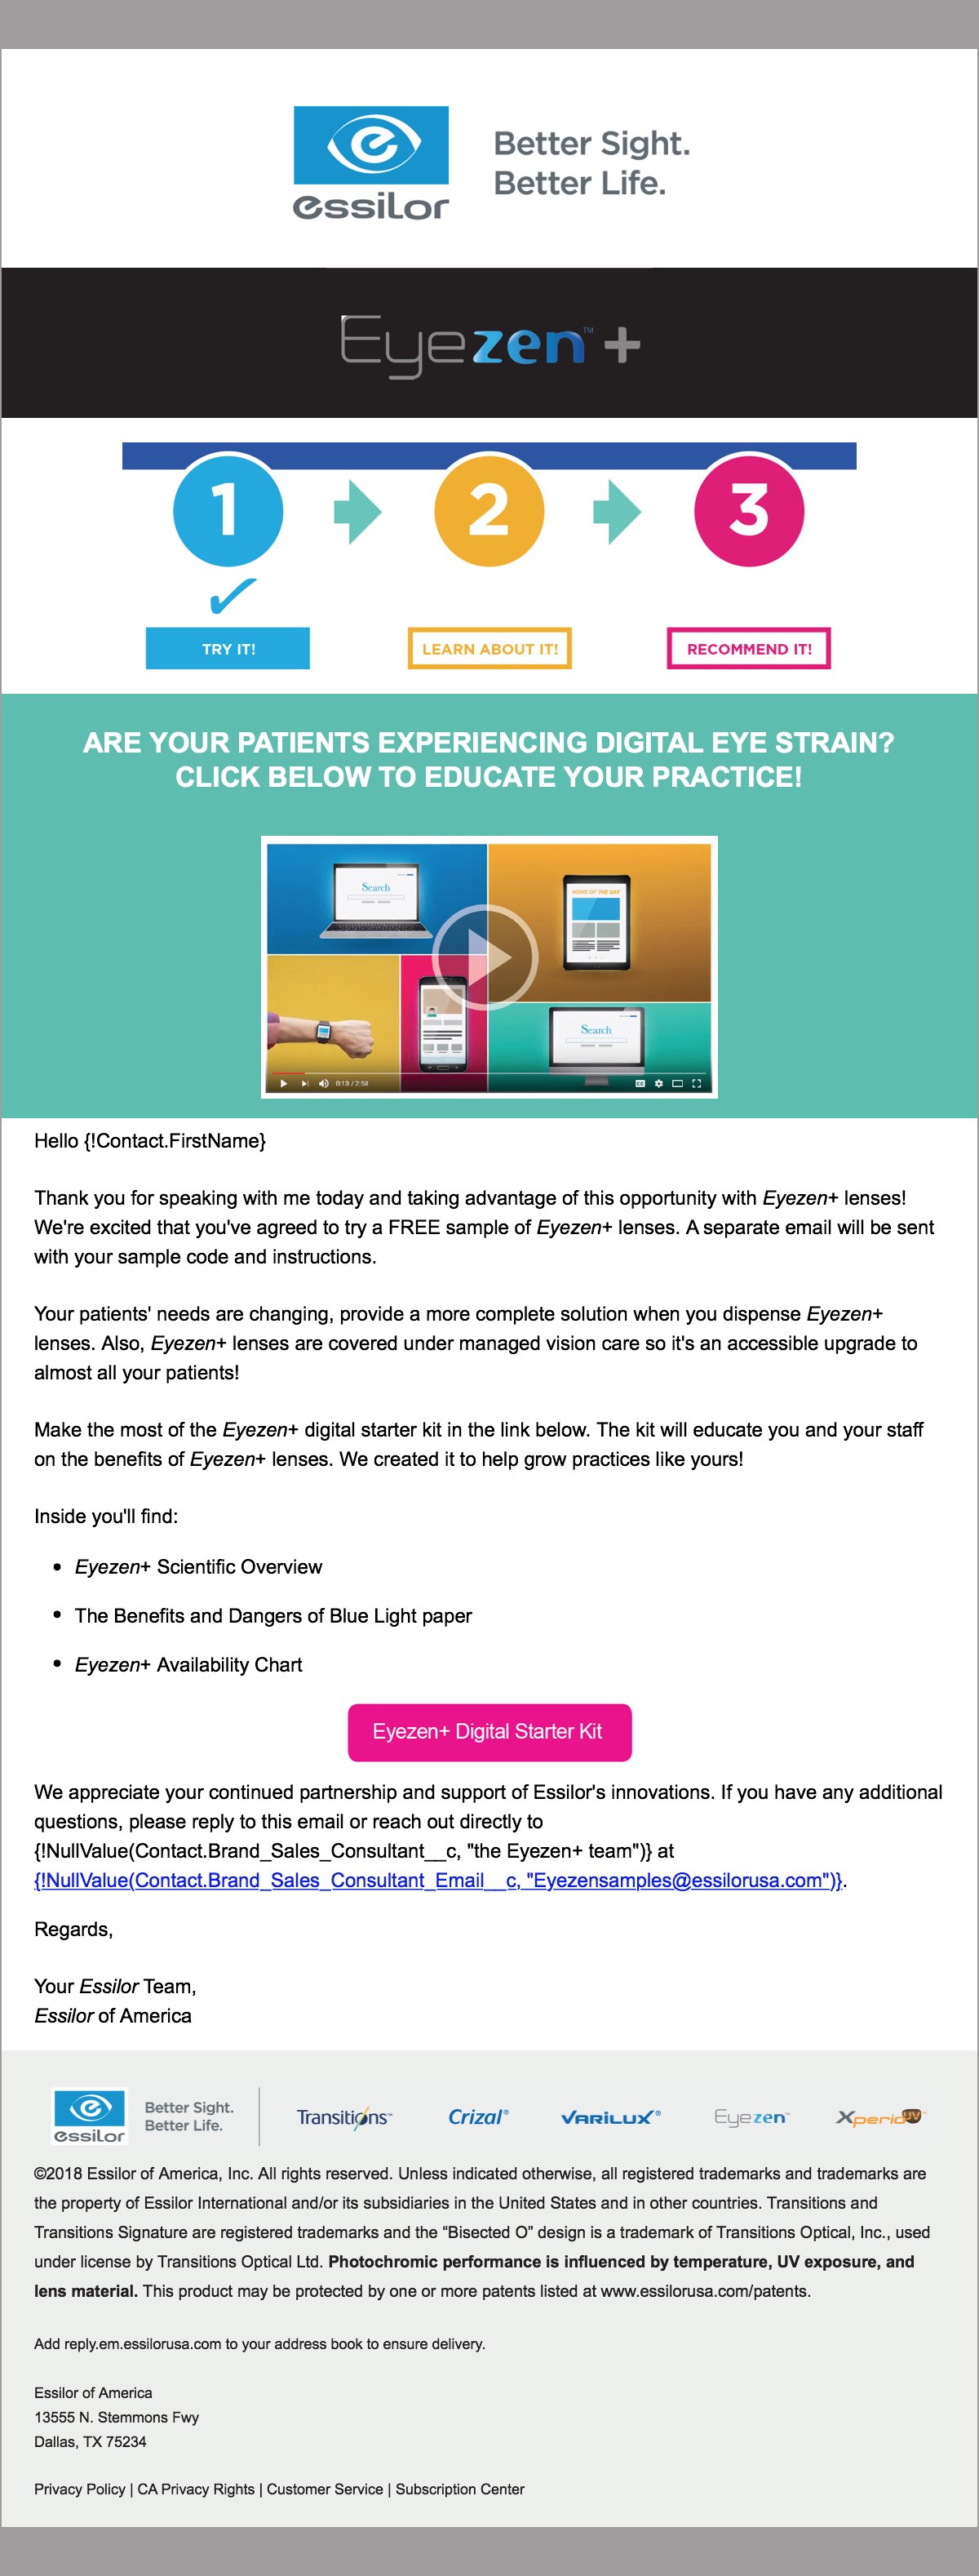 essilor
Better Sight.
Better Life.
Eyezen™ +
1
2
3
TRY IT!
LEARN ABOUT IT!
RECOMMEND IT!
ARE YOUR PATIENTS EXPERIENCING DIGITAL EYE STRAIN?
CLICK BELOW TO EDUCATE YOUR PRACTICE!
Search
NEWS OF THE DAY
Search
0:13 / 2:58
Hello {!Contact.FirstName}
Thank you for speaking with me today and taking advantage of this opportunity with Eyezen+ lenses!
We're excited that you've agreed to try a FREE sample of Eyezen+ lenses. A separate email will be sent
with your sample code and instructions.
Your patients' needs are changing, provide a more complete solution when you dispense Eyezen+
lenses. Also, Eyezen+ lenses are covered under managed vision care so it's an accessible upgrade to
almost all your patients!
Make the most of the Eyezen+ digital starter kit in the link below. The kit will educate you and your staff
on the benefits of Eyezen+ lenses. We created it to help grow practices like yours!
Inside you'll find:
• Eyezen+ Scientific Overview
• The Benefits and Dangers of Blue Light paper
• Eyezen+ Availability Chart
Eyezen+ Digital Starter Kit
We appreciate your continued partnership and support of Essilor's innovations. If you have any additional
questions, please reply to this email or reach out directly to
{!NullValue(Contact.Brand_Sales_Consultant__c, "the Eyezen+ team")} at
{!NullValue(Contact.Brand_Sales_Consultant_Email__c, "Eyezensamples@essilorusa.com")}.
Regards,
Your Essilor Team,
Essilor of America
essilor
Better Sight.
Better Life.
Transitions™
Crizal®
VARILUX®
Eyezen™
XperioUV™
©2018 Essilor of America, Inc. All rights reserved. Unless indicated otherwise, all registered trademarks and trademarks are
the property of Essilor International and/or its subsidiaries in the United States and in other countries. Transitions and
Transitions Signature are registered trademarks and the “Bisected O” design is a trademark of Transitions Optical, Inc., used
under license by Transitions Optical Ltd. Photochromic performance is influenced by temperature, UV exposure, and
lens material. This product may be protected by one or more patents listed at www.essilorusa.com/patents.
Add reply.em.essilorusa.com to your address book to ensure delivery.
Essilor of America
13555 N. Stemmons Fwy
Dallas, TX 75234
Privacy Policy | CA Privacy Rights | Customer Service | Subscription Center